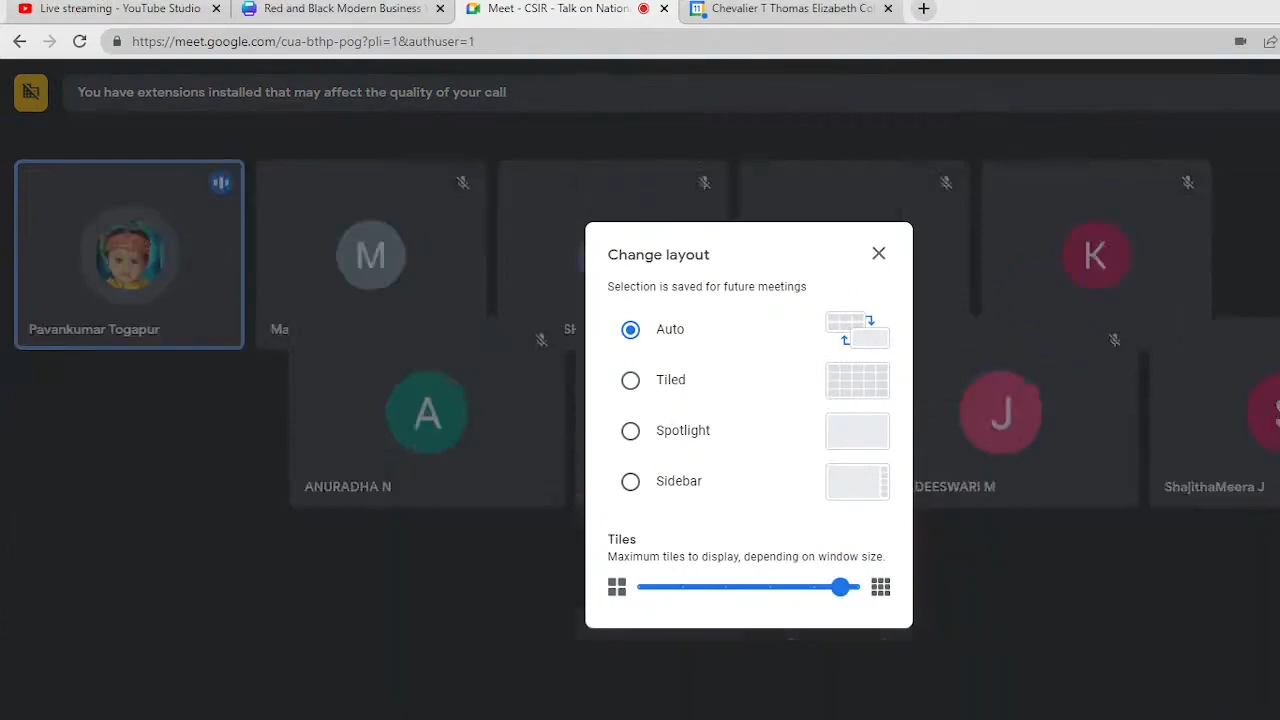 Live streaming - YouTube Studio
Red and Black Modern Business
Meet - CSIR - Talk on Nation
Chevalier T Thomas Elizabeth Col
https://meet.google.com/cua-bthp-pog?pli=1&authuser=1
You have extensions installed that may affect the quality of your call
M
K
Pavankumar Togapur
Ma
SH
A
J
S
ANURADHA N
DEESWARI M
ShajithaMeera J
Change layout
Selection is saved for future meetings
Auto
Tiled
Spotlight
Sidebar
Tiles
Maximum tiles to display, depending on window size.